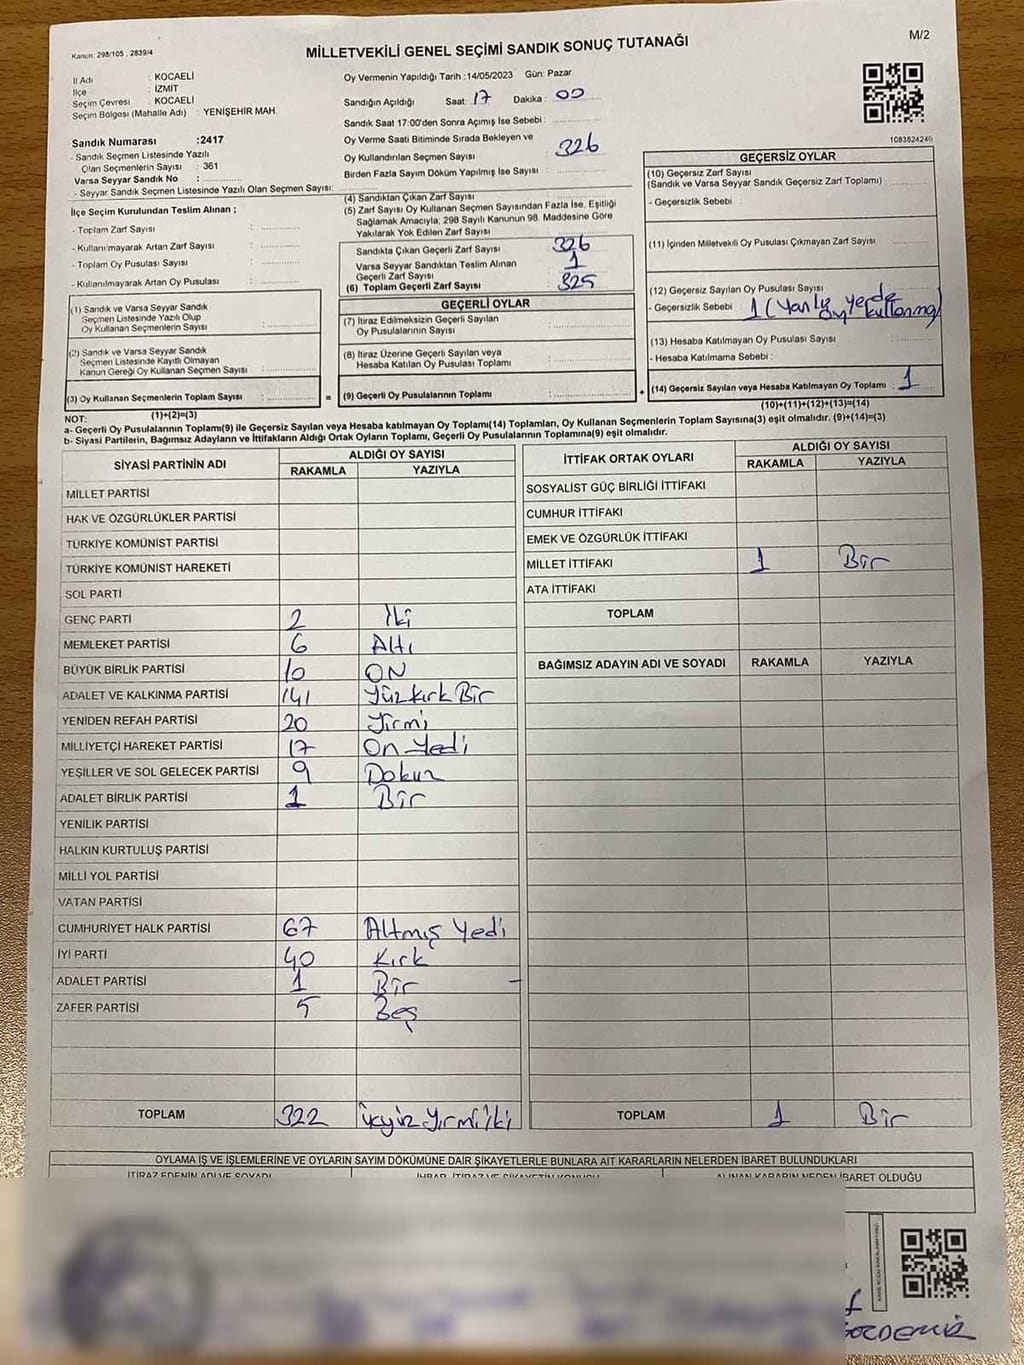 Kanun: 298/105 ; 2839/4
MİLLETVEKİLİ GENEL SEÇİMİ SANDIK SONUÇ TUTANAĞI
M/2
İl Adı : KOCAELİ
İlçe : İZMİT
Seçim Çevresi : KOCAELİ
Seçim Bölgesi (Mahalle Adı) : YENİŞEHİR MAH.
Sandık Numarası :2417
- Sandık Seçmen Listesinde Yazılı
Olan Seçmenlerin Sayısı : 361
Varsa Seyyar Sandık No :
- Seyyar Sandık Seçmen Listesinde Yazılı Olan Seçmen Sayısı:
Oy Vermenin Yapıldığı Tarih :14/05/2023 Gün: Pazar
Sandığın Açıldığı Saat: 17 Dakika : 00
Sandık Saat 17:00'den Sonra Açımış İse Sebebi :
Oy Verme Saati Bitiminde Sırada Bekleyen ve
Oy Kullandırılan Seçmen Sayısı : 326
Birden Fazla Sayım Döküm Yapılmış İse Sayısı :
1083824240
İlçe Seçim Kurulundan Teslim Alınan ;
- Toplam Zarf Sayısı :
- Kullanılmayarak Artan Zarf Sayısı :
- Toplam Oy Pusulası Sayısı :
- Kullanılmayarak Artan Oy Pusulası :
(1) Sandık ve Varsa Seyyar Sandık
Seçmen Listesinde Yazılı Olup
Oy Kullanan Seçmenlerin Sayısı :
(2) Sandık ve Varsa Seyyar Sandık
Seçmen Listesinde Kayıtlı Olmayan
Kanun Gereği Oy Kullanan Seçmen Sayısı :
(3) Oy Kullanan Seçmenlerin Toplam Sayısı :
(1)+(2)=(3)
(4) Sandıktan Çıkan Zarf Sayısı
(5) Zarf Sayısı Oy Kullanan Seçmen Sayısından Fazla İse, Eşitliği
Sağlamak Amacıyla; 298 Sayılı Kanunun 98. Maddesine Göre
Yakılarak Yok Edilen Zarf Sayısı
Sandıkta Çıkan Geçerli Zarf Sayısı : 326
Varsa Seyyar Sandıktan Teslim Alınan
Geçerli Zarf Sayısı : 1
(6) Toplam Geçerli Zarf Sayısı : 325
GEÇERLİ OYLAR
(7) İtiraz Edilmeksizin Geçerli Sayılan
Oy Pusulalarının Sayısı :
(8) İtiraz Üzerine Geçerli Sayılan veya
Hesaba Katılan Oy Pusulası Toplamı :
= (9) Geçerli Oy Pusulalarının Toplamı :
GEÇERSİZ OYLAR
(10) Geçersiz Zarf Sayısı
(Sandık ve Varsa Seyyar Sandık Geçersiz Zarf Toplamı) :
- Geçersizlik Sebebi :
(11) İçinden Milletvekili Oy Pusulası Çıkmayan Zarf Sayısı :
(12) Geçersiz Sayılan Oy Pusulası Sayısı :
- Geçersizlik Sebebi : 1 (Yanlış yerde
oy kullanma)
(13) Hesaba Katılmayan Oy Pusulası Sayısı :
- Hesaba Katılmama Sebebi :
+ (14) Geçersiz Sayılan veya Hesaba Katılmayan Oy Toplamı : 1
(10)+(11)+(12)+(13)=(14)
NOT:
a- Geçerli Oy Pusulalarının Toplamı(9) ile Geçersiz Sayılan veya Hesaba katılmayan Oy Toplamı(14) Toplamları, Oy Kullanan Seçmenlerin Toplam Sayısına(3) eşit olmalıdır. (9)+(14)=(3)
b- Siyasi Partilerin, Bağımsız Adayların ve İttifakların Aldığı Ortak Oyların Toplamı, Geçerli Oy Pusulalarının Toplamına(9) eşit olmalıdır.
SİYASİ PARTİNİN ADI ALDIĞI OY SAYISI
RAKAMLA YAZIYLA
MİLLET PARTİSİ
HAK VE ÖZGÜRLÜKLER PARTİSİ
TÜRKİYE KOMÜNİST PARTİSİ
TÜRKİYE KOMÜNİST HAREKETİ
SOL PARTİ
GENÇ PARTİ 2 İki
MEMLEKET PARTİSİ 6 Altı
BÜYÜK BİRLİK PARTİSİ 10 ON
ADALET VE KALKINMA PARTİSİ 141 Yüzkırk Bir
YENİDEN REFAH PARTİSİ 20 Yirmi
MİLLİYETÇİ HAREKET PARTİSİ 17 On Yedi
YEŞİLLER VE SOL GELECEK PARTİSİ 9 Dokuz
ADALET BİRLİK PARTİSİ 1 Bir
YENİLİK PARTİSİ
HALKIN KURTULUŞ PARTİSİ
MİLLİ YOL PARTİSİ
VATAN PARTİSİ
CUMHURİYET HALK PARTİSİ 67 Altmış Yedi
İYİ PARTİ 40 Kırk
ADALET PARTİSİ 1 Bir
ZAFER PARTİSİ 5 Beş
TOPLAM 322 Üçyüz Yirmi İki
İTTİFAK ORTAK OYLARI ALDIĞI OY SAYISI
RAKAMLA YAZIYLA
SOSYALİST GÜÇ BİRLİĞİ İTTİFAKI
CUMHUR İTTİFAKI
EMEK VE ÖZGÜRLÜK İTTİFAKI
MİLLET İTTİFAKI 1 Bir
ATA İTTİFAKI
TOPLAM
BAĞIMSIZ ADAYIN ADI VE SOYADI RAKAMLA YAZIYLA
TOPLAM 1 Bir
OYLAMA İŞ VE İŞLEMLERİNE VE OYLARIN SAYIM DÖKÜMÜNE DAİR ŞİKAYETLERLE BUNLARA AİT KARARLARIN NELERDEN İBARET BULUNDUKLARI
İTİRAZ EDENİN ADI VE SOYADI İHBAR, İTİRAZ VE ŞİKAYETİN KONUSU ALINAN KARARIN NEDEN İBARET OLDUĞU